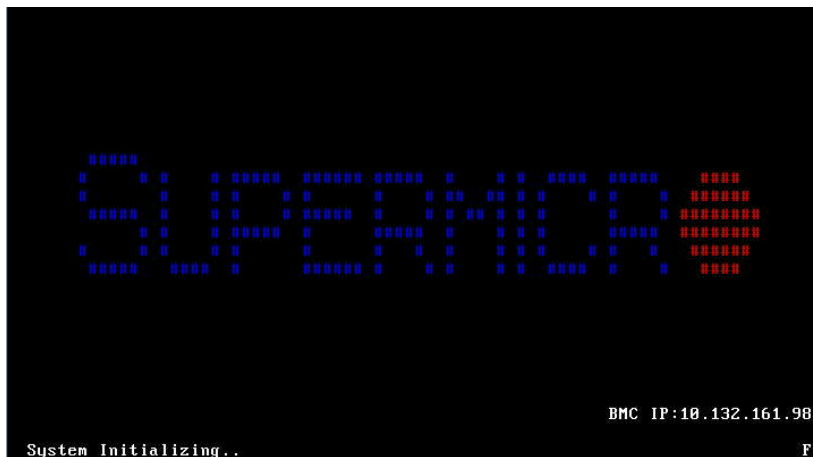 SUPERMICRO
BMC IP:10.132.161.98
System Initializing..
F